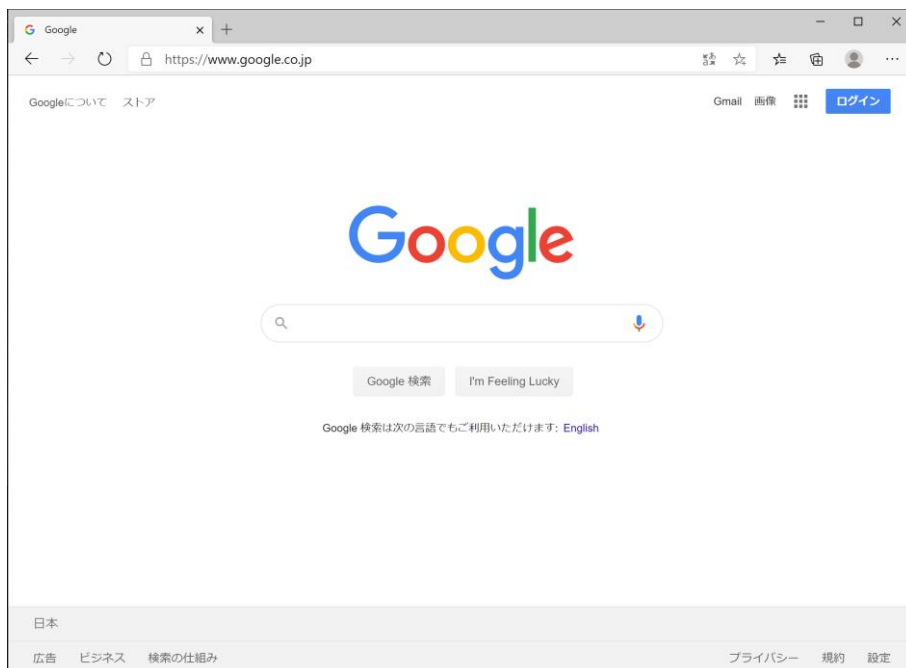 Google
https://www.google.co.jp
Googleについて ストア Gmail 画像 ログイン
Google
Google 検索 I'm Feeling Lucky
Google 検索は次の言語でもご利用いただけます: English
日本
広告 ビジネス 検索の仕組み プライバシー 規約 設定